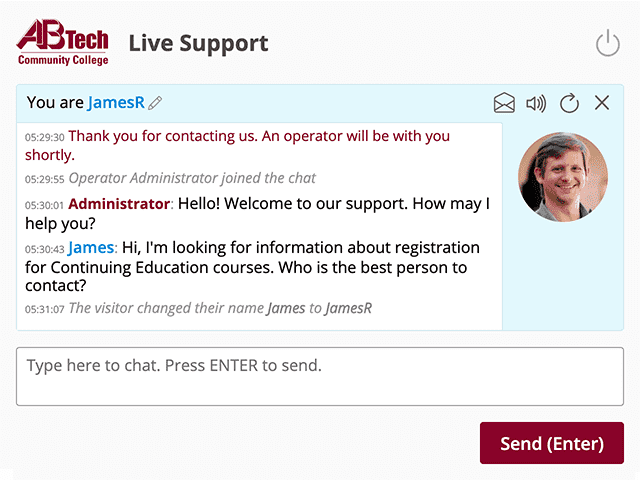 ABTech
Community College
Live Support
You are JamesR
05:29:30 Thank you for contacting us. An operator will be with you
shortly.
05:29:55 Operator Administrator joined the chat
05:30:01 Administrator: Hello! Welcome to our support. How may I
help you?
05:30:43 James: Hi, I'm looking for information about registration
for Continuing Education courses. Who is the best person to
contact?
05:31:07 The visitor changed their name James to JamesR
Type here to chat. Press ENTER to send.
Send (Enter)